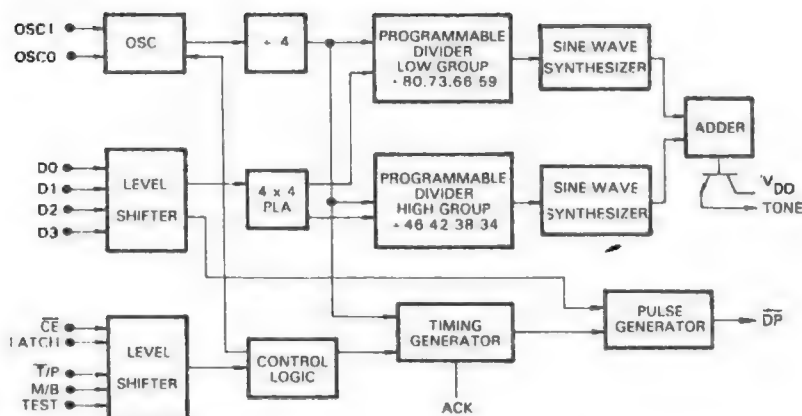 OSC1
OSC0
OSC
÷ 4
PROGRAMMABLE
DIVIDER
LOW GROUP
÷ 80.73.66 59
SINE WAVE
SYNTHESIZER
ADDER
VDO
TONE
D0
D1
D2
D3
LEVEL
SHIFTER
4 x 4
PLA
PROGRAMMABLE
DIVIDER
HIGH GROUP
÷ 46 42 38 34
SINE WAVE
SYNTHESIZER
CE
LATCH
T/P
M/B
TEST
LEVEL
SHIFTER
CONTROL
LOGIC
TIMING
GENERATOR
ACK
PULSE
GENERATOR
DP